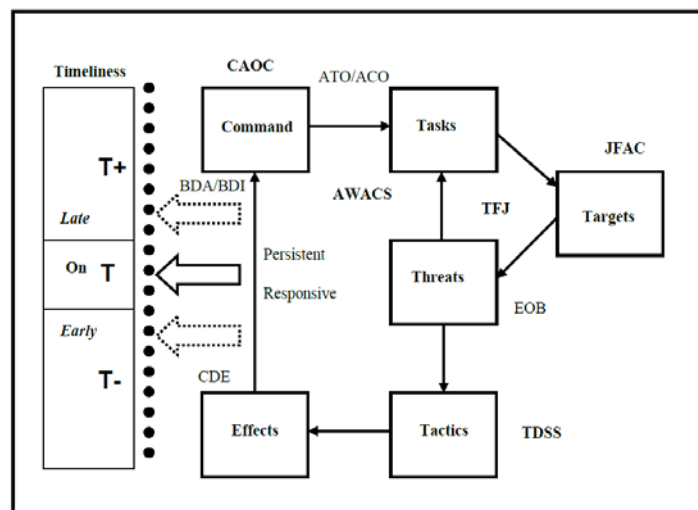 Timeliness
CAOC
ATO/ACO
Command
Tasks
JFAC
T+
BDA/BDI
AWACS
TFJ
Targets
Late
Persistent
On T
Threats
Responsive
EOB
Early
CDE
T-
Effects
Tactics
TDSS